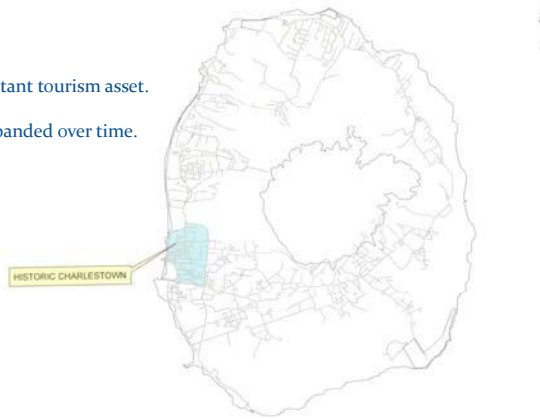 tant tourism asset.
panded over time.
HISTORIC CHARLESTOWN